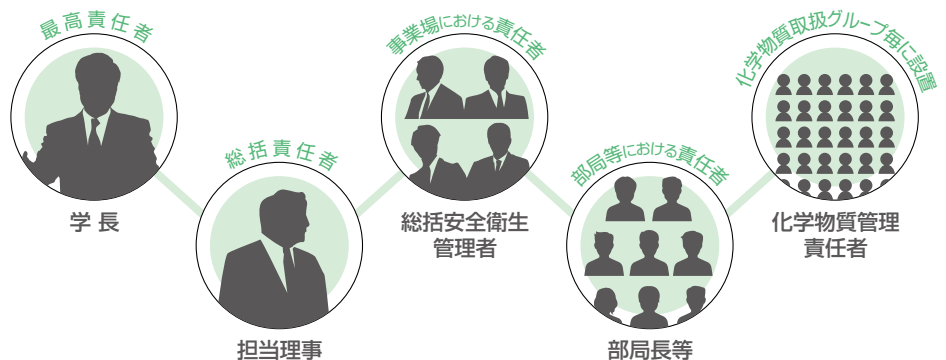 最高責任者
学長
総括責任者
担当理事
事業場における責任者
総括安全衛生
管理者
部局等における責任者
部局長等
化学物質取扱グループ毎に設置
化学物質管理
責任者